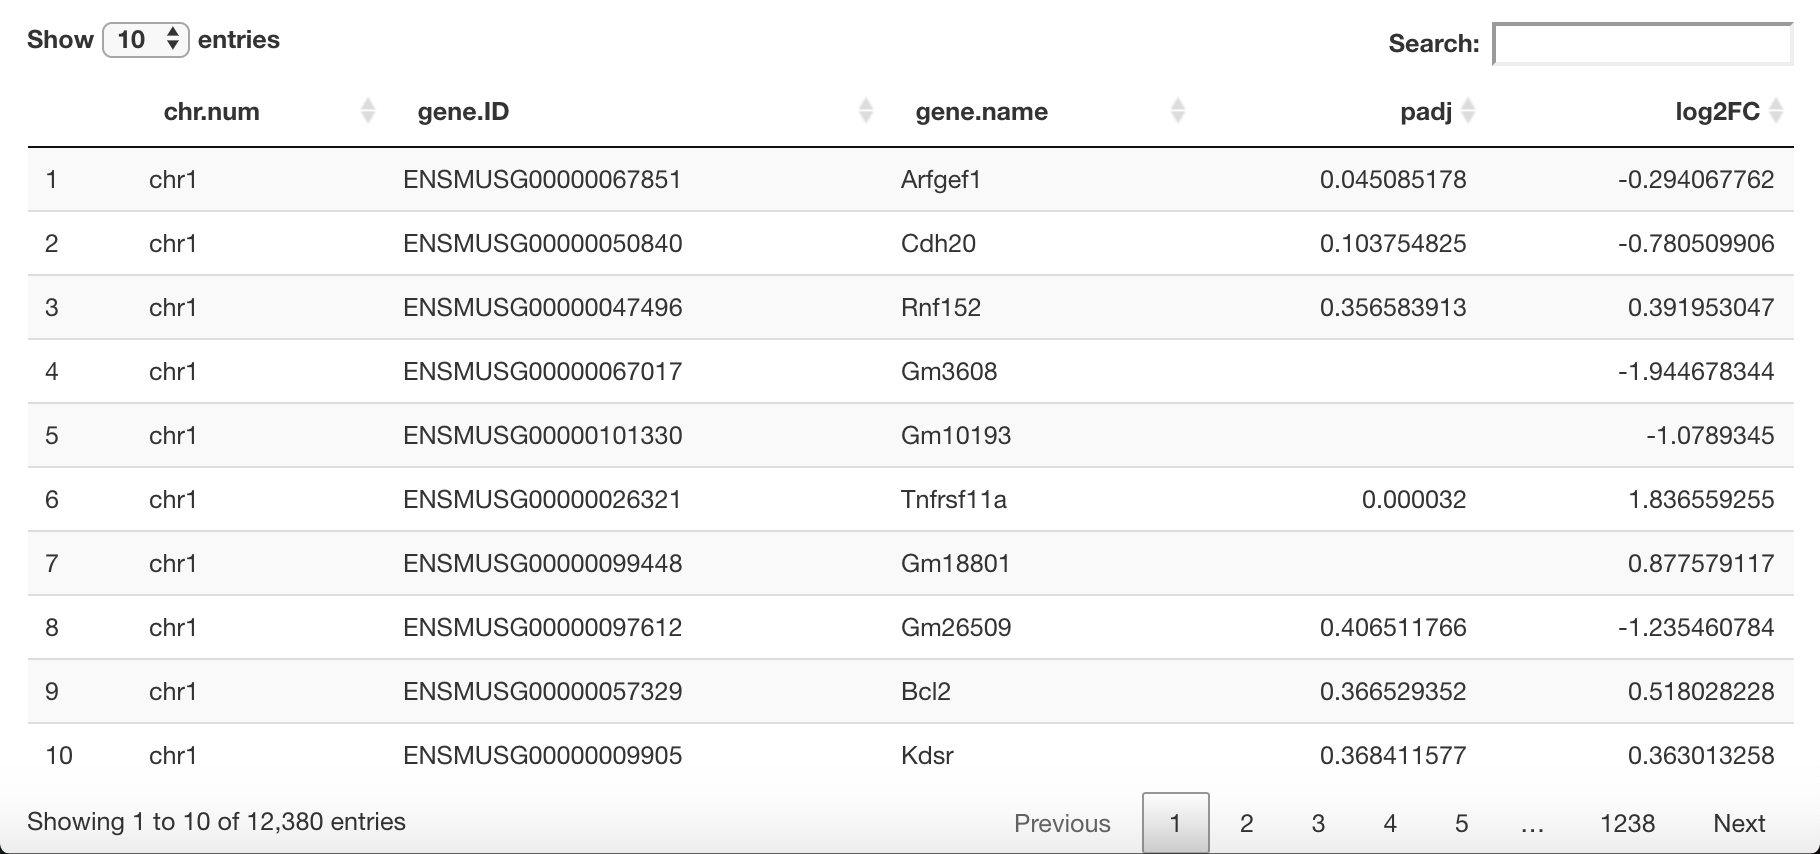 Show 10 entries Search:
chr.num gene.ID gene.name padj log2FC
1 chr1 ENSMUSG00000067851 Arfgef1 0.045085178 -0.294067762
2 chr1 ENSMUSG00000050840 Cdh20 0.103754825 -0.780509906
3 chr1 ENSMUSG00000047496 Rnf152 0.356583913 0.391953047
4 chr1 ENSMUSG00000067017 Gm3608 -1.944678344
5 chr1 ENSMUSG00000101330 Gm10193 -1.0789345
6 chr1 ENSMUSG00000026321 Tnfrsf11a 0.000032 1.836559255
7 chr1 ENSMUSG00000099448 Gm18801 0.877579117
8 chr1 ENSMUSG00000097612 Gm26509 0.406511766 -1.235460784
9 chr1 ENSMUSG00000057329 Bcl2 0.366529352 0.518028228
10 chr1 ENSMUSG00000009905 Kdsr 0.368411577 0.363013258
Showing 1 to 10 of 12,380 entries Previous 1 2 3 4 5 … 1238 Next